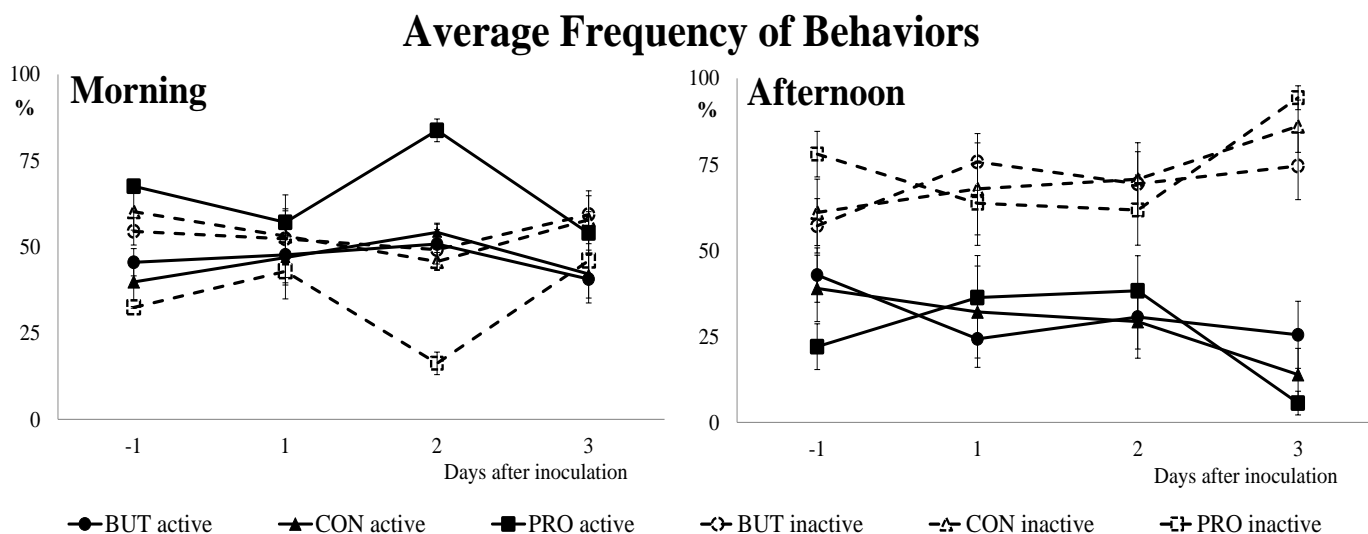 Average Frequency of Behaviors
Morning
100
%
75
50
25
0
-1 1 2 3
Days after inoculation
Afternoon
100
%
75
50
25
0
-1 1 2 3
Days after inoculation
BUT active CON active PRO active BUT inactive CON inactive PRO inactive